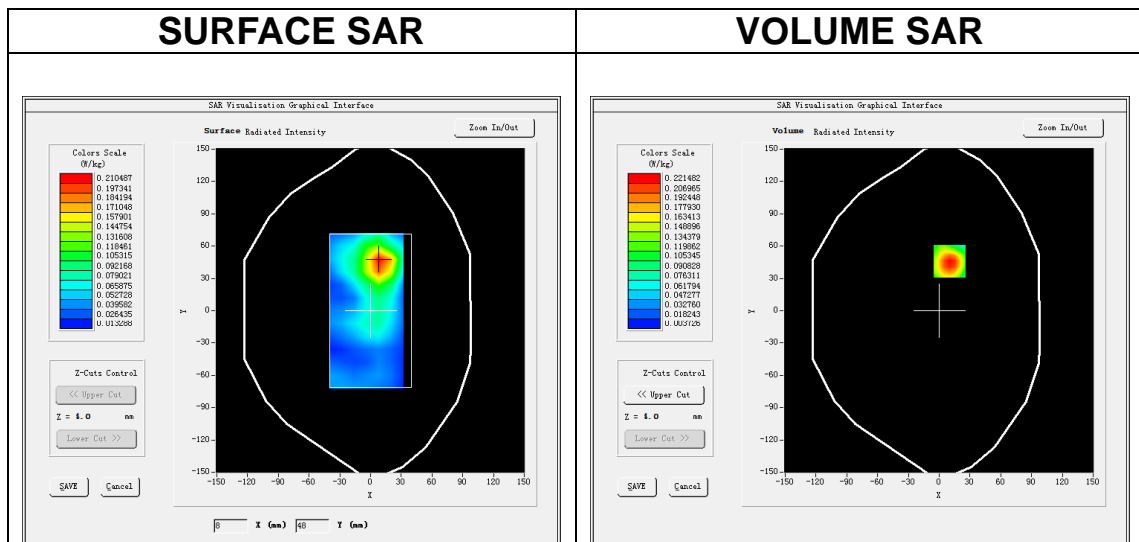 SURFACE SAR
VOLUME SAR
SAR Visualisation Graphical Interface
Surface Radiated Intensity
Zoom In/Out
Colors Scale
(W/kg)
0.210487
0.197341
0.184194
0.171048
0.157901
0.144754
0.131608
0.118461
0.105315
0.092168
0.079021
0.065875
0.052728
0.039582
0.026435
0.013288
Z-Cuts Control
<< Upper Cut
Z = 4.0 mm
Lower Cut >>
SAVE Cancel
150
120
90
60
30
0
-30
-60
-90
-120
-150
Y
-150 -120 -90 -60 -30 0 30 60 90 120 150
X
8 X (mm) 48 Y (mm)
SAR Visualisation Graphical Interface
Volume Radiated Intensity
Zoom In/Out
Colors Scale
(W/kg)
0.221482
0.206965
0.192448
0.177930
0.163413
0.148896
0.134379
0.119862
0.105345
0.090828
0.076311
0.061794
0.047277
0.032760
0.018243
0.003726
Z-Cuts Control
<< Upper Cut
Z = 4.0 mm
Lower Cut >>
SAVE Cancel
150
120
90
60
30
0
-30
-60
-90
-120
-150
Y
-150 -120 -90 -60 -30 0 30 60 90 120 150
X